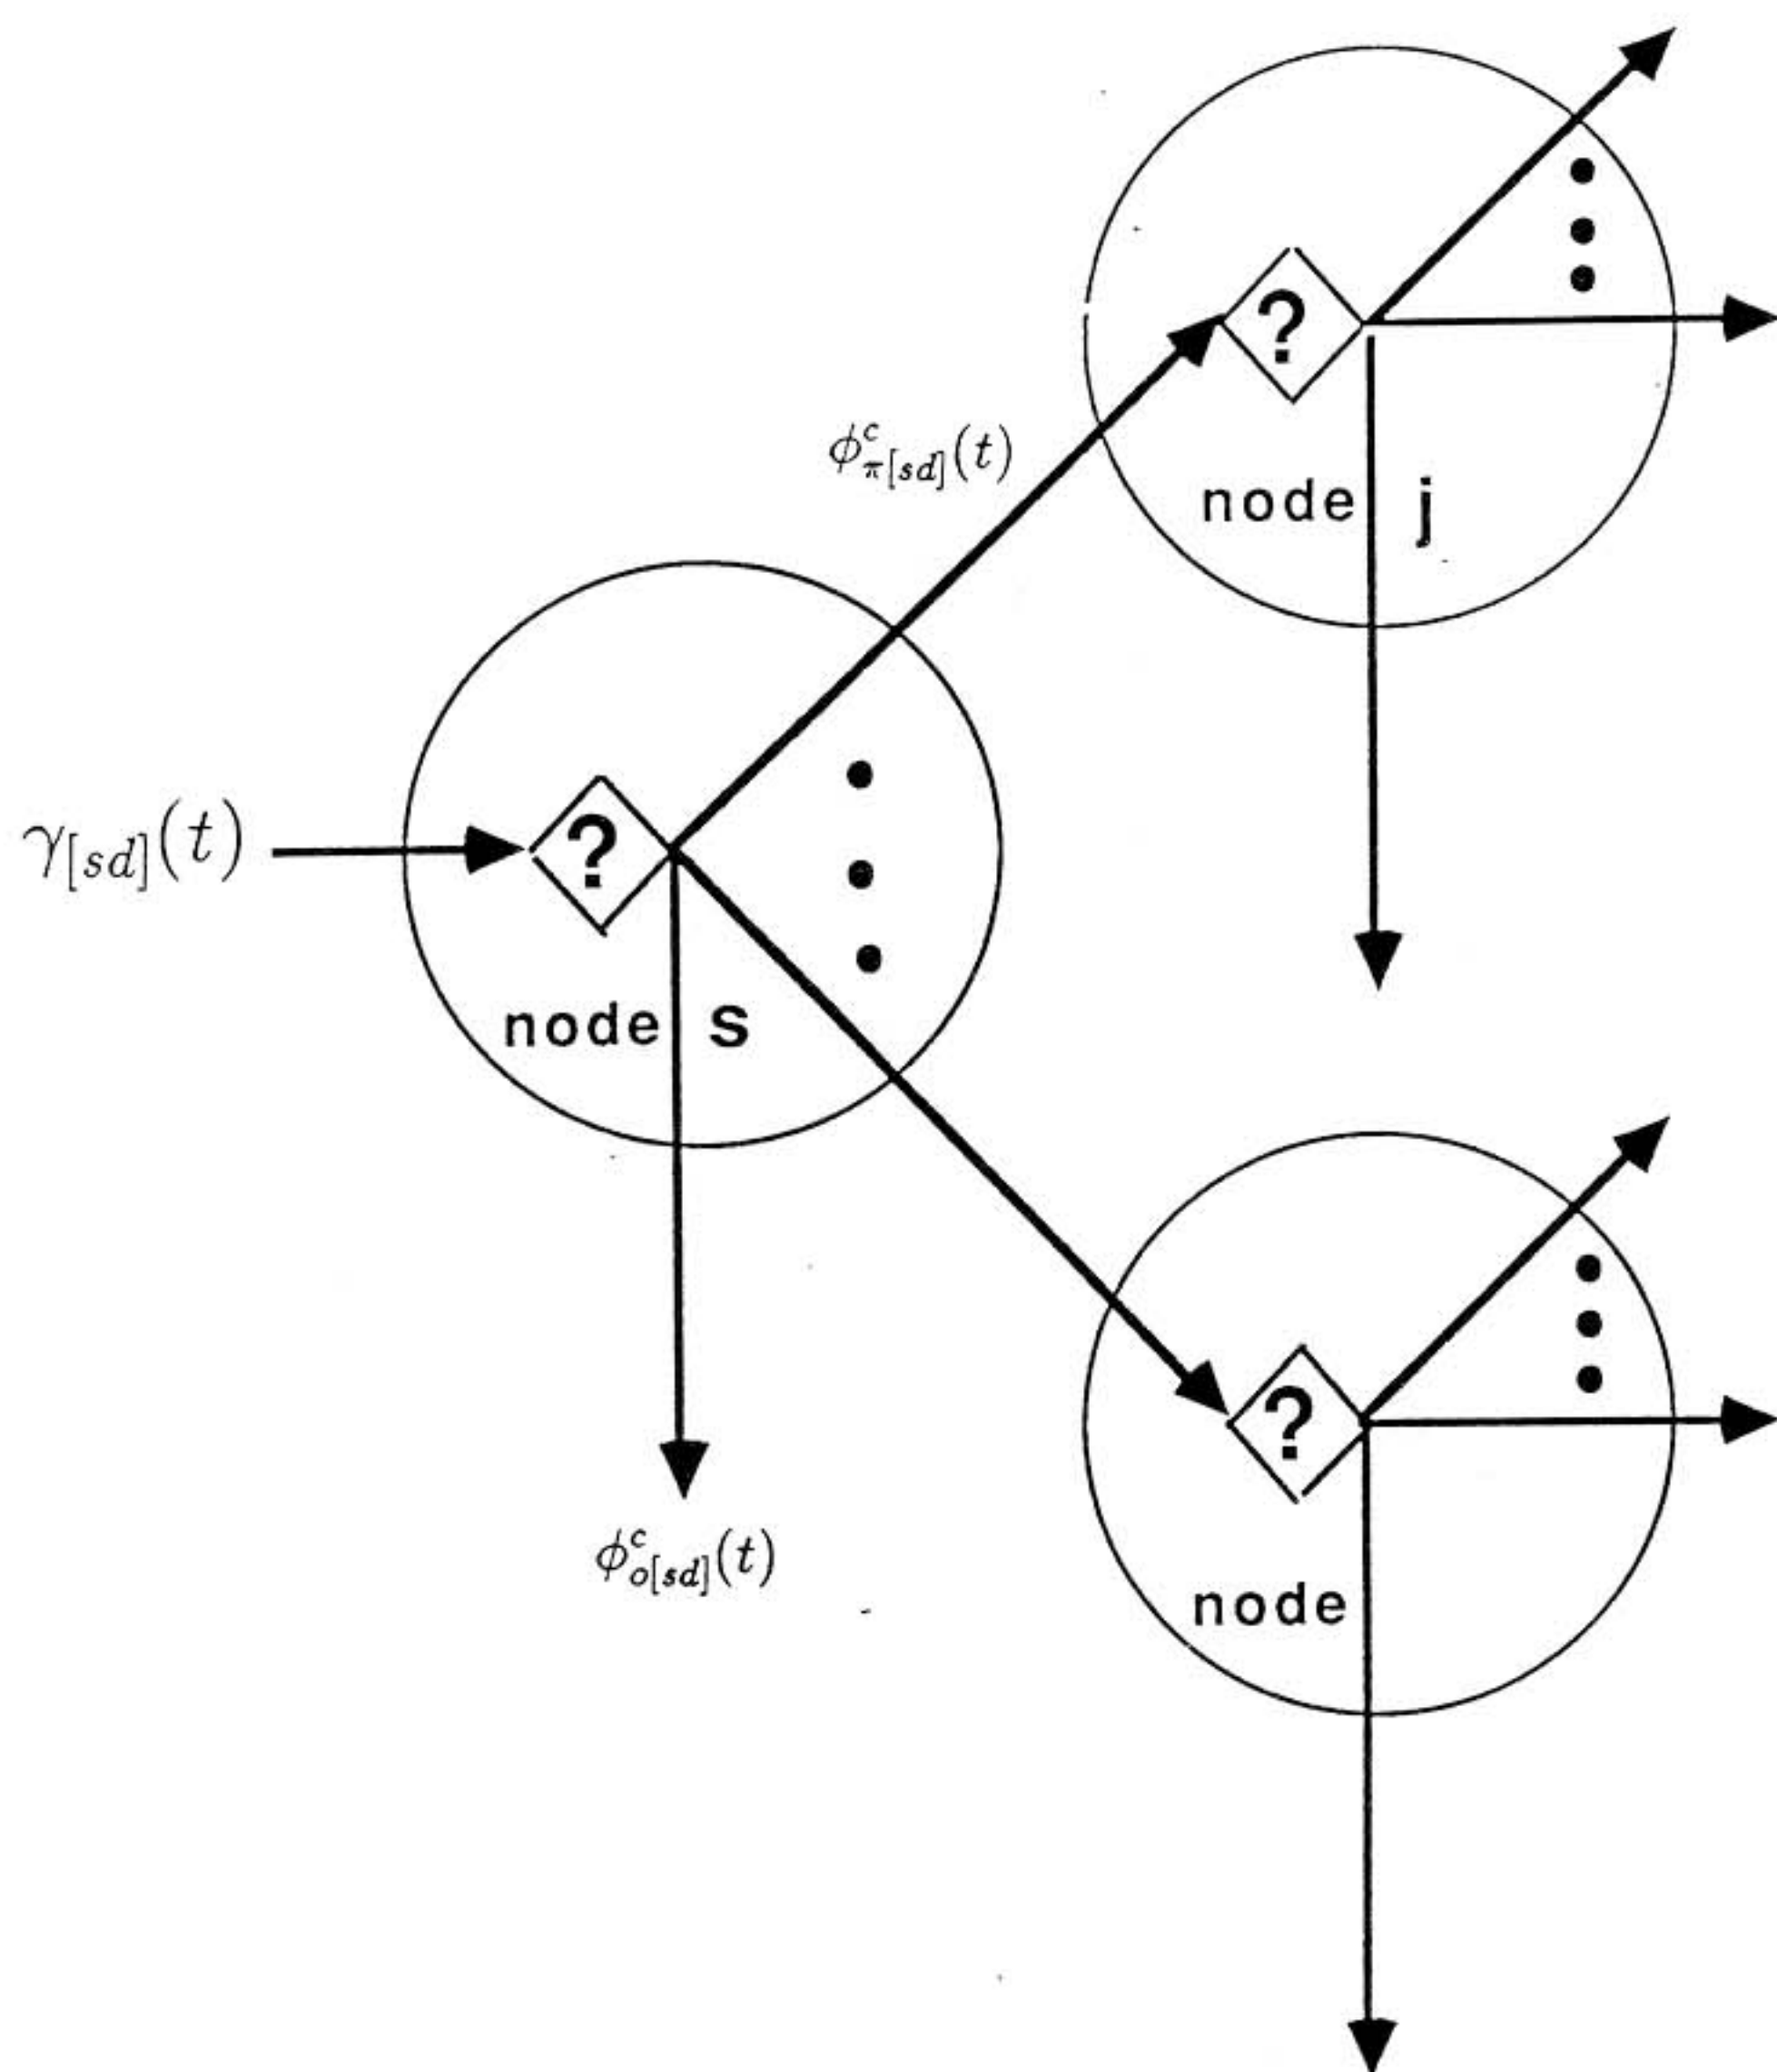 ?
ϕ^c_{π[sd]}(t)
node j
γ_{[sd]}(t)
?
node s
?
ϕ^c_{o[sd]}(t)
node